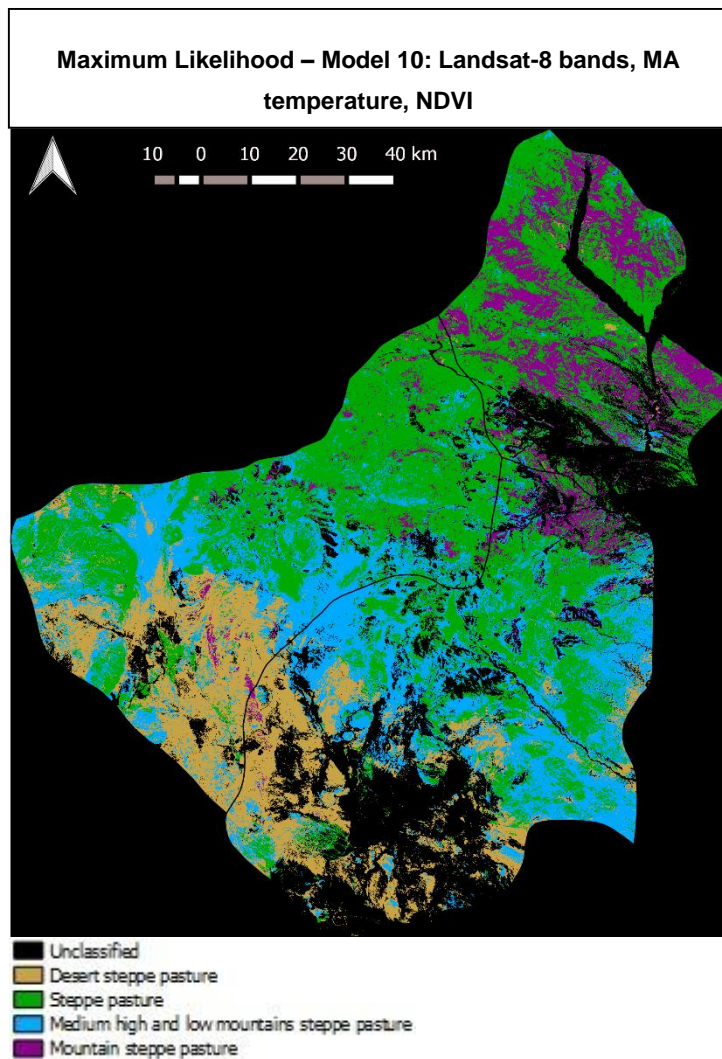 Maximum Likelihood – Model 10: Landsat-8 bands, MA
temperature, NDVI
10 0 10 20 30 40 km
Unclassified
Desert steppe pasture
Steppe pasture
Medium high and low mountains steppe pasture
Mountain steppe pasture